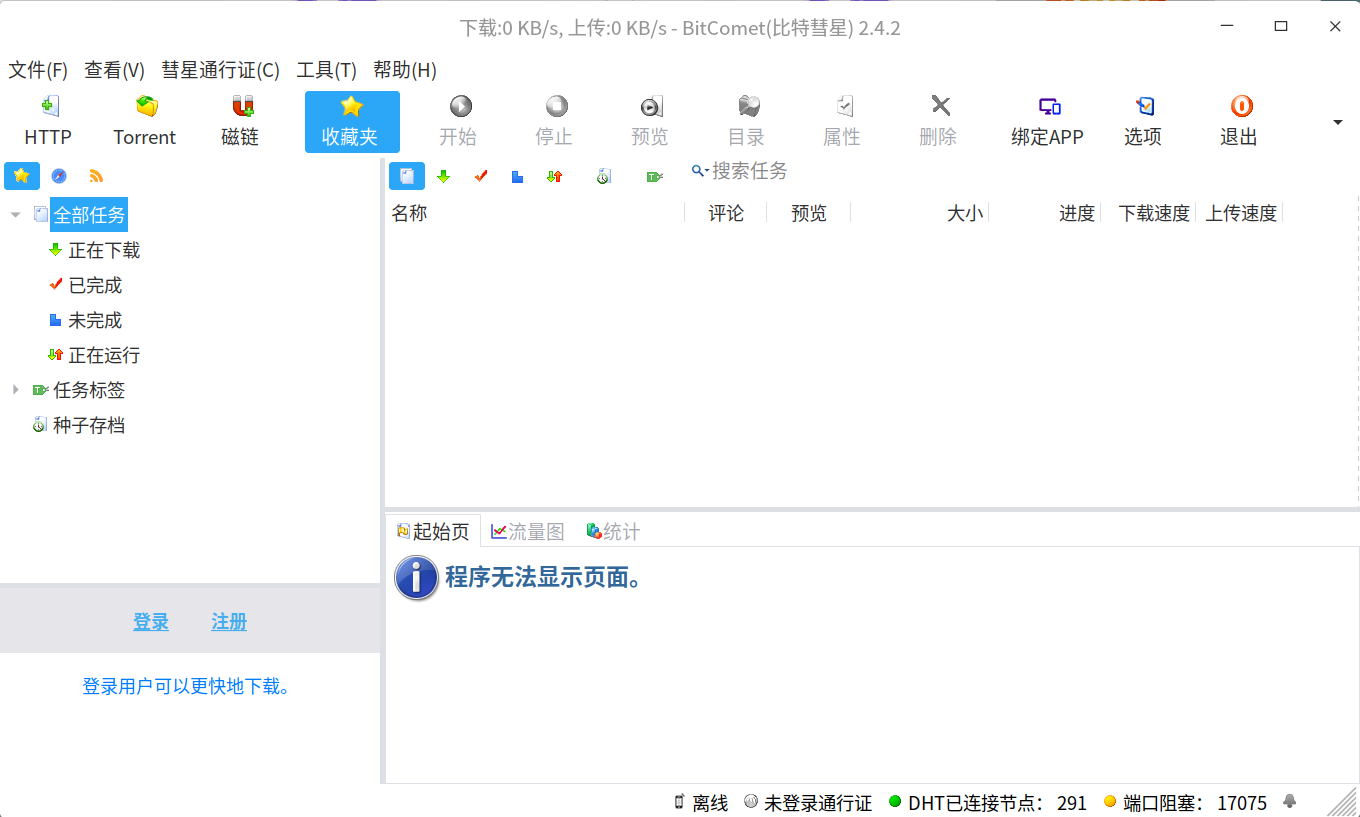 下载:0 KB/s, 上传:0 KB/s - BitComet(比特彗星) 2.4.2
文件(F) 查看(V) 彗星通行证(C) 工具(T) 帮助(H)
HTTP Torrent 磁链 收藏夹 开始 停止 预览 目录 属性 删除 绑定APP 选项 退出
搜索任务
名称 评论 预览 大小 进度 下载速度 上传速度
全部任务
正在下载
已完成
未完成
正在运行
任务标签
种子存档
登录 注册
登录用户可以更快地下载。
起始页 流量图 统计
程序无法显示页面。
离线 未登录通行证 DHT已连接节点： 291 端口阻塞： 17075